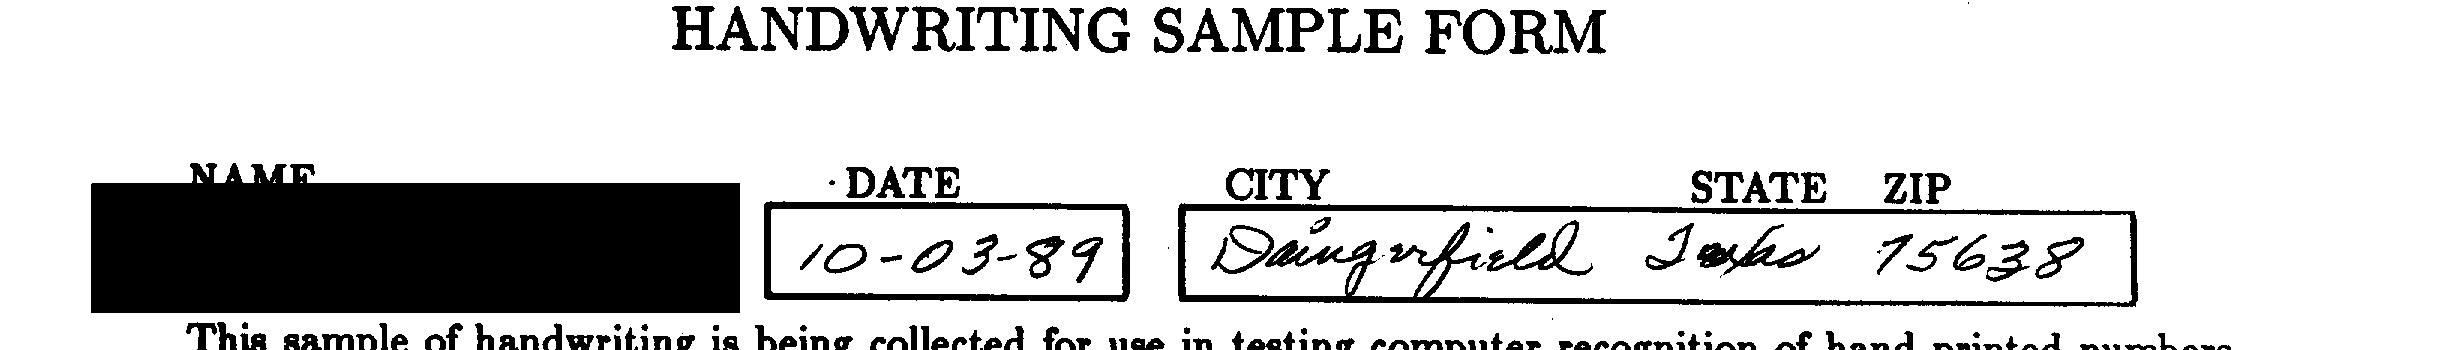 HANDWRITING SAMPLE FORM
NAME DATE CITY STATE ZIP
10-03-89 Daingerfield Texas 75638
This sample of handwriting is being collected for use in testing computer recognition of hand printed numbers